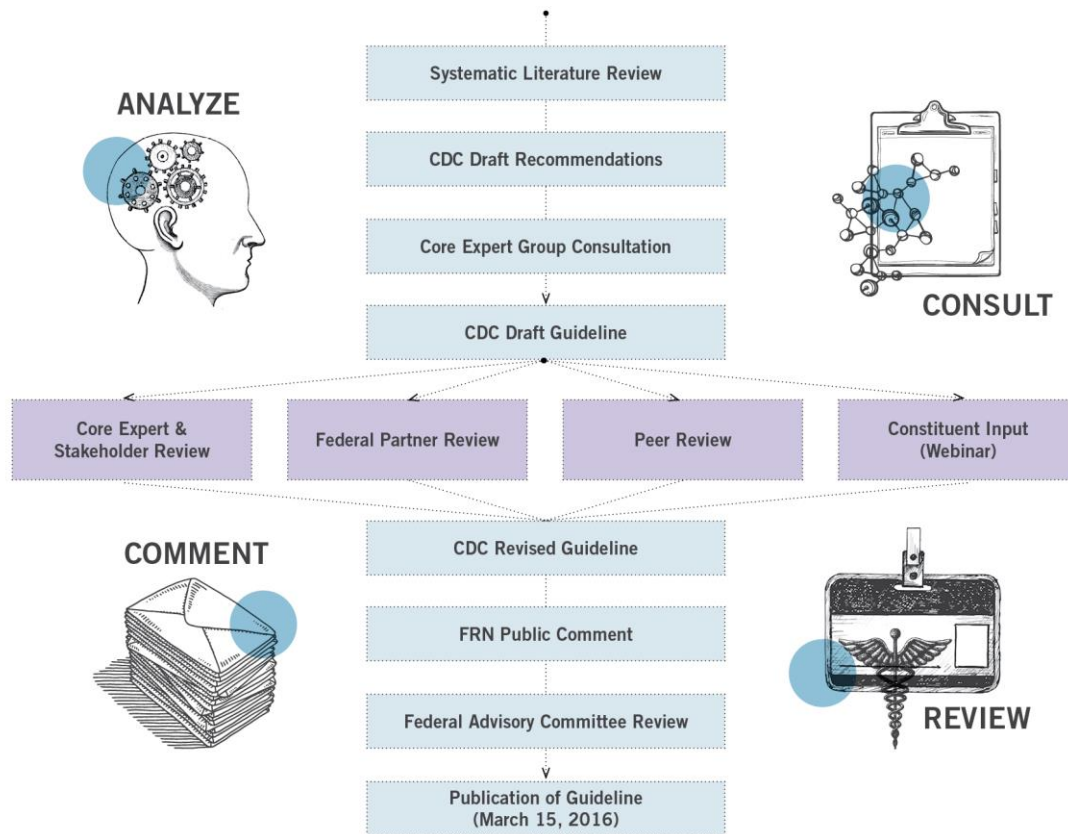 Systematic Literature Review
ANALYZE
CDC Draft Recommendations
Core Expert Group Consultation
CONSULT
CDC Draft Guideline
Core Expert &
Stakeholder Review
Federal Partner Review
Peer Review
Constituent Input
(Webinar)
CDC Revised Guideline
COMMENT
FRN Public Comment
Federal Advisory Committee Review
REVIEW
Publication of Guideline
(March 15, 2016)